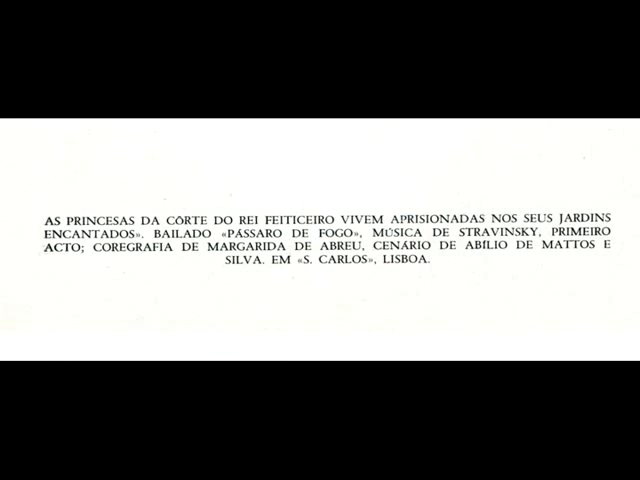 AS PRINCESAS DA CÔRTE DO REI FEITICEIRO VIVEM APRISIONADAS NOS SEUS JARDINS
ENCANTADOS». BAILADO «PÁSSARO DE FOGO», MÚSICA DE STRAVINSKY, PRIMEIRO
ACTO; COREGRAFIA DE MARGARIDA DE ABREU, CENÁRIO DE ABÍLIO DE MATTOS E
SILVA. EM «S. CARLOS», LISBOA.